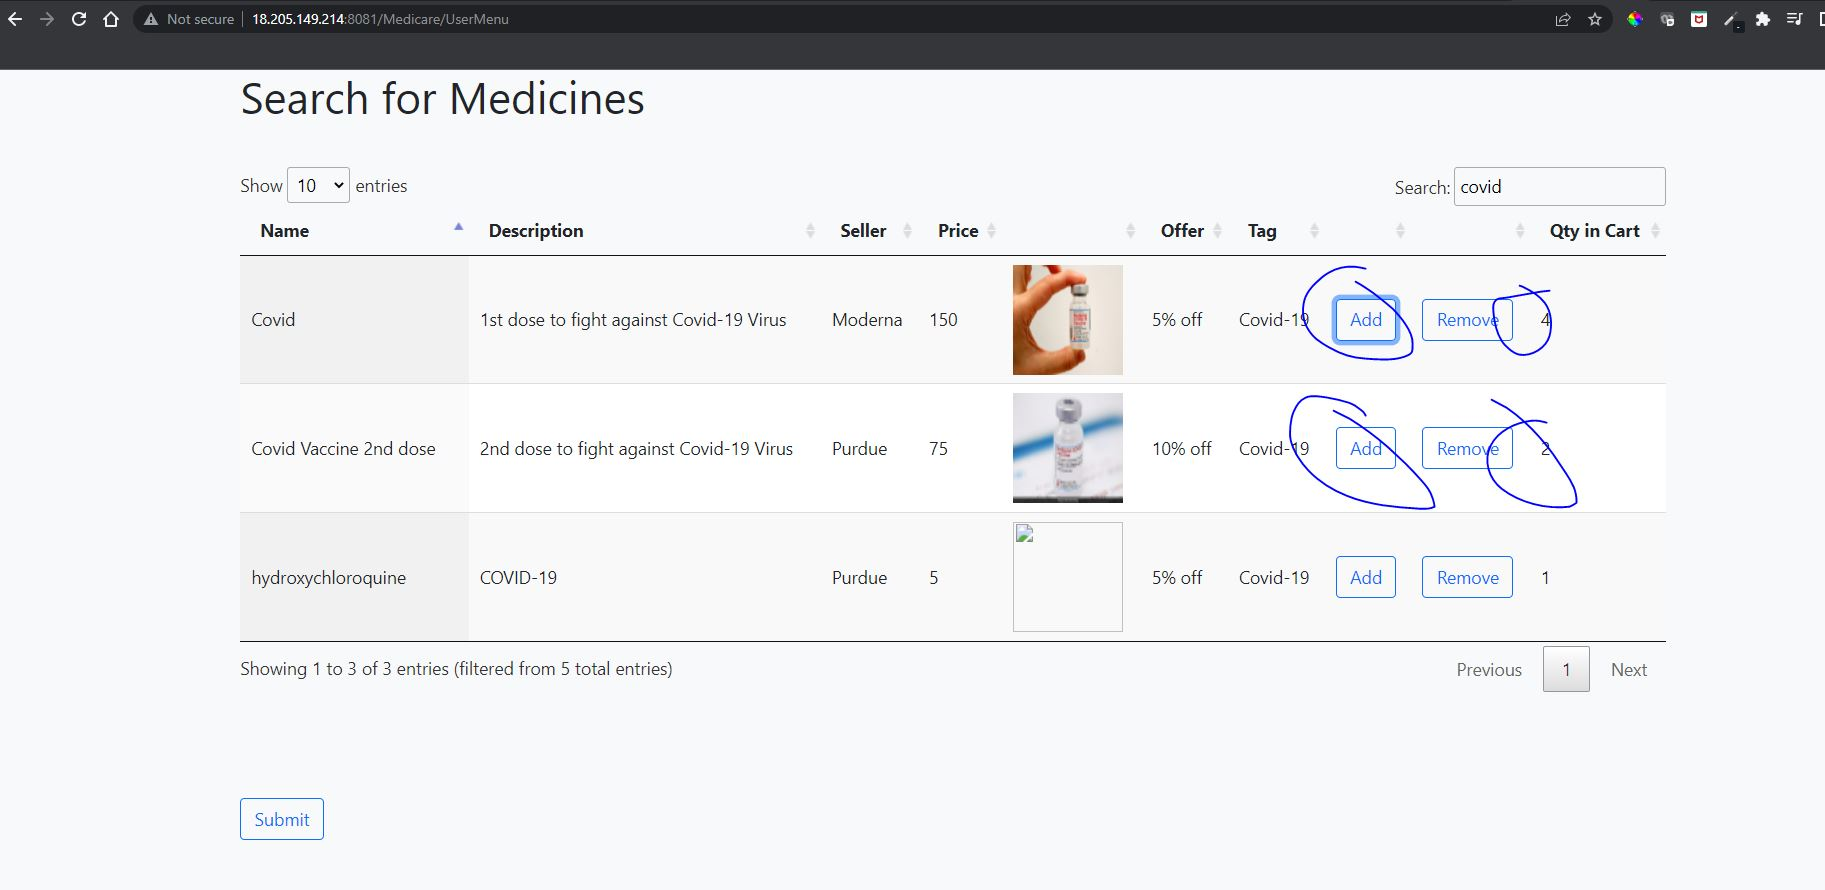 Not secure 18.205.149.214:8081/Medicare/UserMenu
Search for Medicines
Show 10 entries Search: covid
Name Description Seller Price Offer Tag Qty in Cart
Covid 1st dose to fight against Covid-19 Virus Moderna 150 5% off Covid-19 Add Remove 4
Covid Vaccine 2nd dose 2nd dose to fight against Covid-19 Virus Purdue 75 10% off Covid-19 Add Remove 2
hydroxychloroquine COVID-19 Purdue 5 5% off Covid-19 Add Remove 1
Showing 1 to 3 of 3 entries (filtered from 5 total entries) Previous 1 Next
Submit